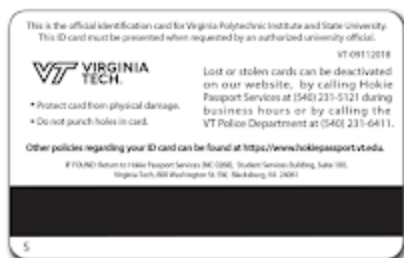 This is the official identification card for Virginia Polytechnic Institute and State University.
This ID card must be presented when requested by an authorized university official.
VT-09112018
VT VIRGINIA
TECH.
• Protect card from physical damage.
• Do not punch holes in card.
Lost or stolen cards can be deactivated
on our website, by calling Hokie
Passport Services at (540) 231-5121 during
business hours or by calling the
VT Police Department at (540) 231-6411.
Other policies regarding your ID card can be found at https://www.hokiepassport.vt.edu.
IF FOUND: Return to Hokie Passport Services (MC 0268), Student Services Building, Suite 100,
Virginia Tech, 800 Washington St. SW, Blacksburg, VA 24061
S